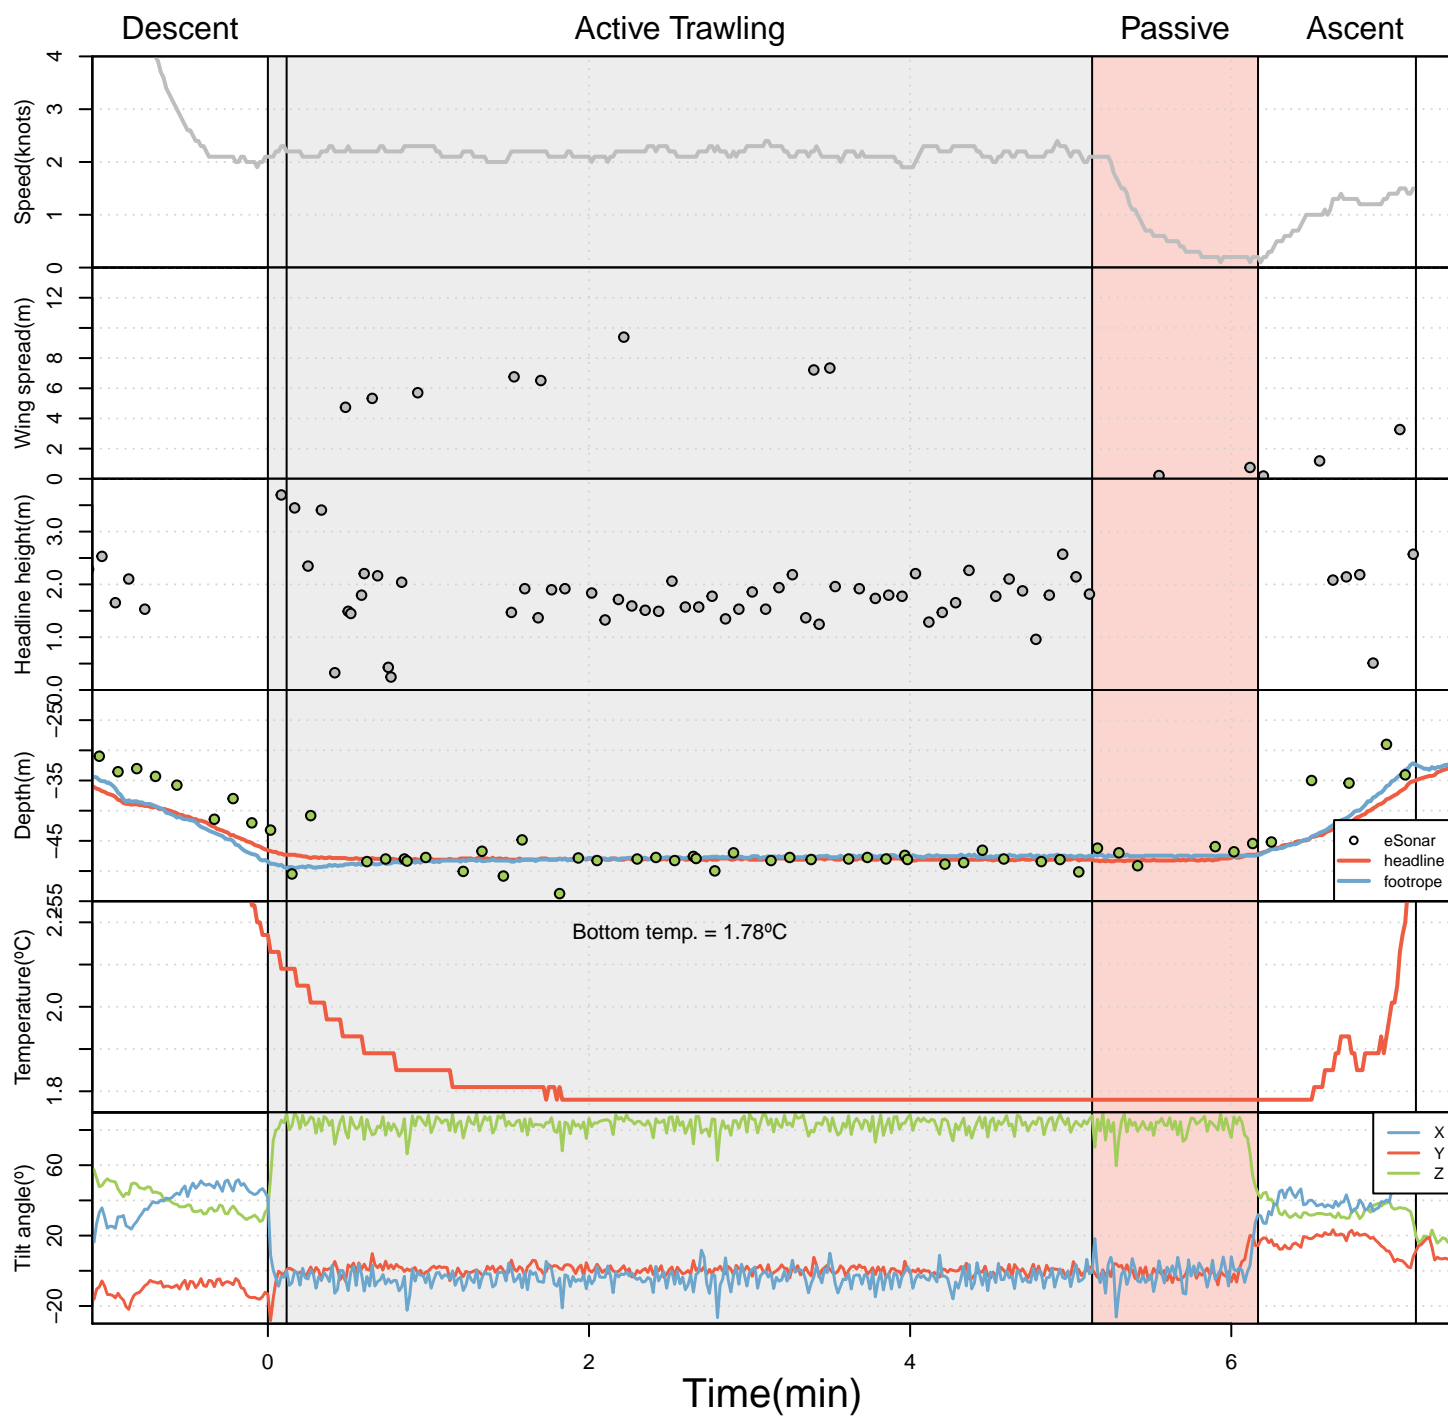 Descent Active Trawling Passive Ascent
Speed(knots)
4
3
2
1
0
Wing spread(m)
12
8
6
4
2
0
Headline height(m)
3.0
2.0
1.0
0.0
Depth(m)
−25
−35
−45
−55
eSonar
headline
footrope
Temperature(ºC)
2.2
2.0
1.8
Bottom temp. = 1.78ºC
Tilt angle(º)
60
20
−20
X
Y
Z
0 2 4 6
Time(min)